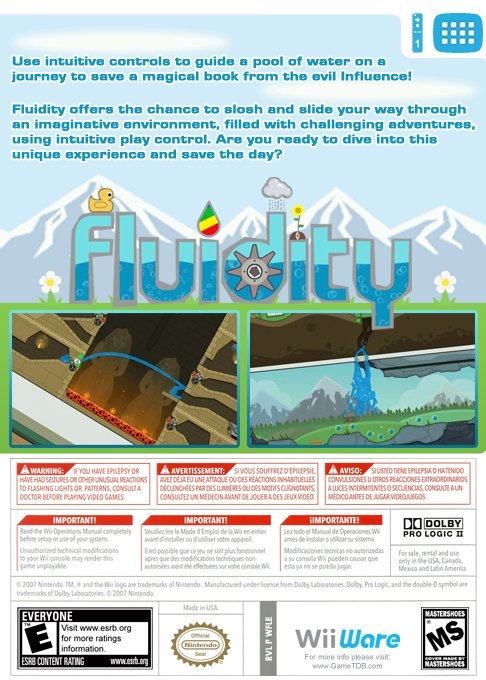 1
Use intuitive controls to guide a pool of water on a
journey to save a magical book from the evil Influence!
Fluidity offers the chance to slosh and slide your way through
an imaginative environment, filled with challenging adventures,
using intuitive play control. Are you ready to dive into this
unique experience and save the day?
fluidity
WARNING: IF YOU HAVE EPILEPSY OR
HAVE HAD SEIZURES OR OTHER UNUSUAL REACTIONS
TO FLASHING LIGHTS OR PATTERNS, CONSULT A
DOCTOR BEFORE PLAYING VIDEO GAMES.
AVERTISSEMENT: SI VOUS SOUFFREZ D'ÉPILEPSIE,
AVEZ DÉJÀ EU UNE ATTAQUE OU DES RÉACTIONS INHABITUELLES
DÉCLENCHÉES PAR DES LUMIÈRES OU DES MOTIFS CLIGNOTANTS,
CONSULTEZ UN MÉDECIN AVANT DE JOUER À DES JEUX VIDÉO.
AVISO: SI USTED TIENE EPILEPSIA O HA TENIDO
CONVULSIONES U OTROS REACCIONES EXTRAORDINARIOS
A LUCES INTERMITENTES O SECUENCIAS, CONSULTE A UN
MÉDICO ANTES DE JUGAR VIDEOJUEGOS.
IMPORTANT!
Read the Wii Operations Manual completely
before setup or use of your system.
Unauthorized technical modifications
to your Wii console may render this
game unplayable.
IMPORTANT!
Veuillez lire le Mode d'Emploi de la Wii en entier
avant d'installer ou d'utiliser votre appareil.
Il est possible que ce jeu ne soit plus fonctionnel
après que des modifications techniques non-
autorisées aient été effectuées sur votre console Wii.
¡IMPORTANT!
Lea todo el Manual de Operaciones Wii
antes de instalar o utilizar su sistema.
Modificaciones técnicas no autorizadas
a su consola Wii pueden causar que
esta ya no se pueda jugar.
DOLBY
PRO LOGIC II
For sale, rental and use
only in the USA, Canada,
Mexico and Latin America.
© 2007 Nintendo. TM, ® and the Wii logo are trademarks of Nintendo. Manufactured under license from Dolby Laboratories. Dolby, Pro Logic, and the double-D symbol are
trademarks of Dolby Laboratories. © 2007 Nintendo.
EVERYONE
E
Visit www.esrb.org
for more ratings
information.
ESRB CONTENT RATING www.esrb.org
Made in USA.
Official
Nintendo
Seal
RVL P WFLE
WiiWare
For more info please visit:
www.GameTDB.com
MASTERSHOES
MS
COVER MADE BY
MASTERSHOES